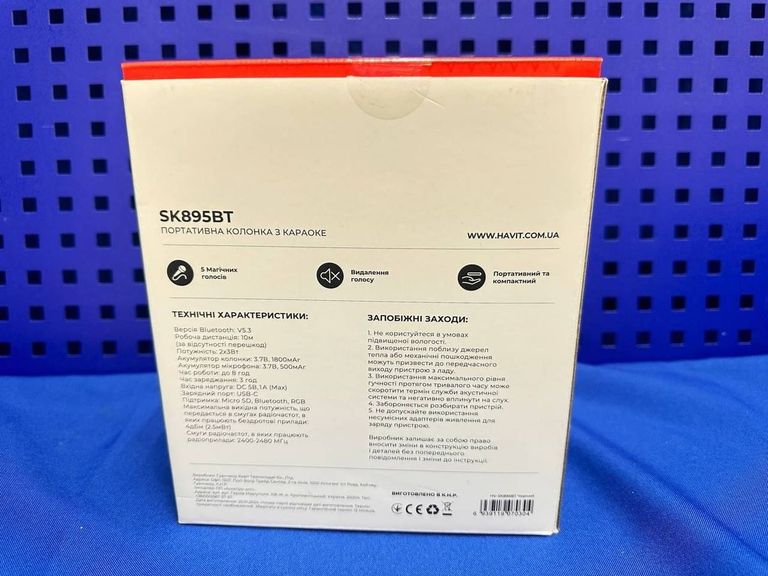 SK895BT
ПОРТАТИВНА КОЛОНКА З КАРАОКЕ
WWW.HAVIT.COM.UA
5 Магічних
голосів
Видалення
голосу
Портативний та
компактний
ТЕХНІЧНІ ХАРАКТЕРИСТИКИ:
Версія Bluetooth: V5.3
Робоча дистанція: 10м
(за відсутності перешкод)
Потужність: 2x3Вт
Акумулятор колонки: 3.7В, 1800мАг
Акумулятор мікрофона: 3.7В, 500мАг
Час роботи: до 8 год
Час заряджання: 3 год
Вхідна напруга: DC 5В, 1A (Max)
Зарядний порт: USB-C
Підтримка: Micro SD, Bluetooth, RGB
Максимальна вихідна потужність, що
передається в смугах радіочастот, в
яких працюють бездротові прилади:
4дБм (2.5мВт)
Смуги радіочастот, в яких працюють
радіоприлади: 2400-2480 МГц
ЗАПОБІЖНІ ЗАХОДИ:
1. Не користуйтеся в умовах
підвищеної вологості.
2. Використання поблизу джерел
тепла або механічні пошкодження
можуть призвести до передчасного
виходу пристрою з ладу.
3. Використання максимального рівня
гучності протягом тривалого часу може
скоротити термін служби акустичної
системи та негативно вплинути на слух.
4. Забороняється розбирати пристрій.
5. Не допускайте використання
несумісних адаптерів живлення для
заряду пристрою.
Виробник залишає за собою право
вносити зміни в конструкцію виробів
і деталей без попереднього
повідомлення і зміни до інструкції.
ВИГОТОВЛЕНО В К.Н.Р.
CE
6 939119 070304